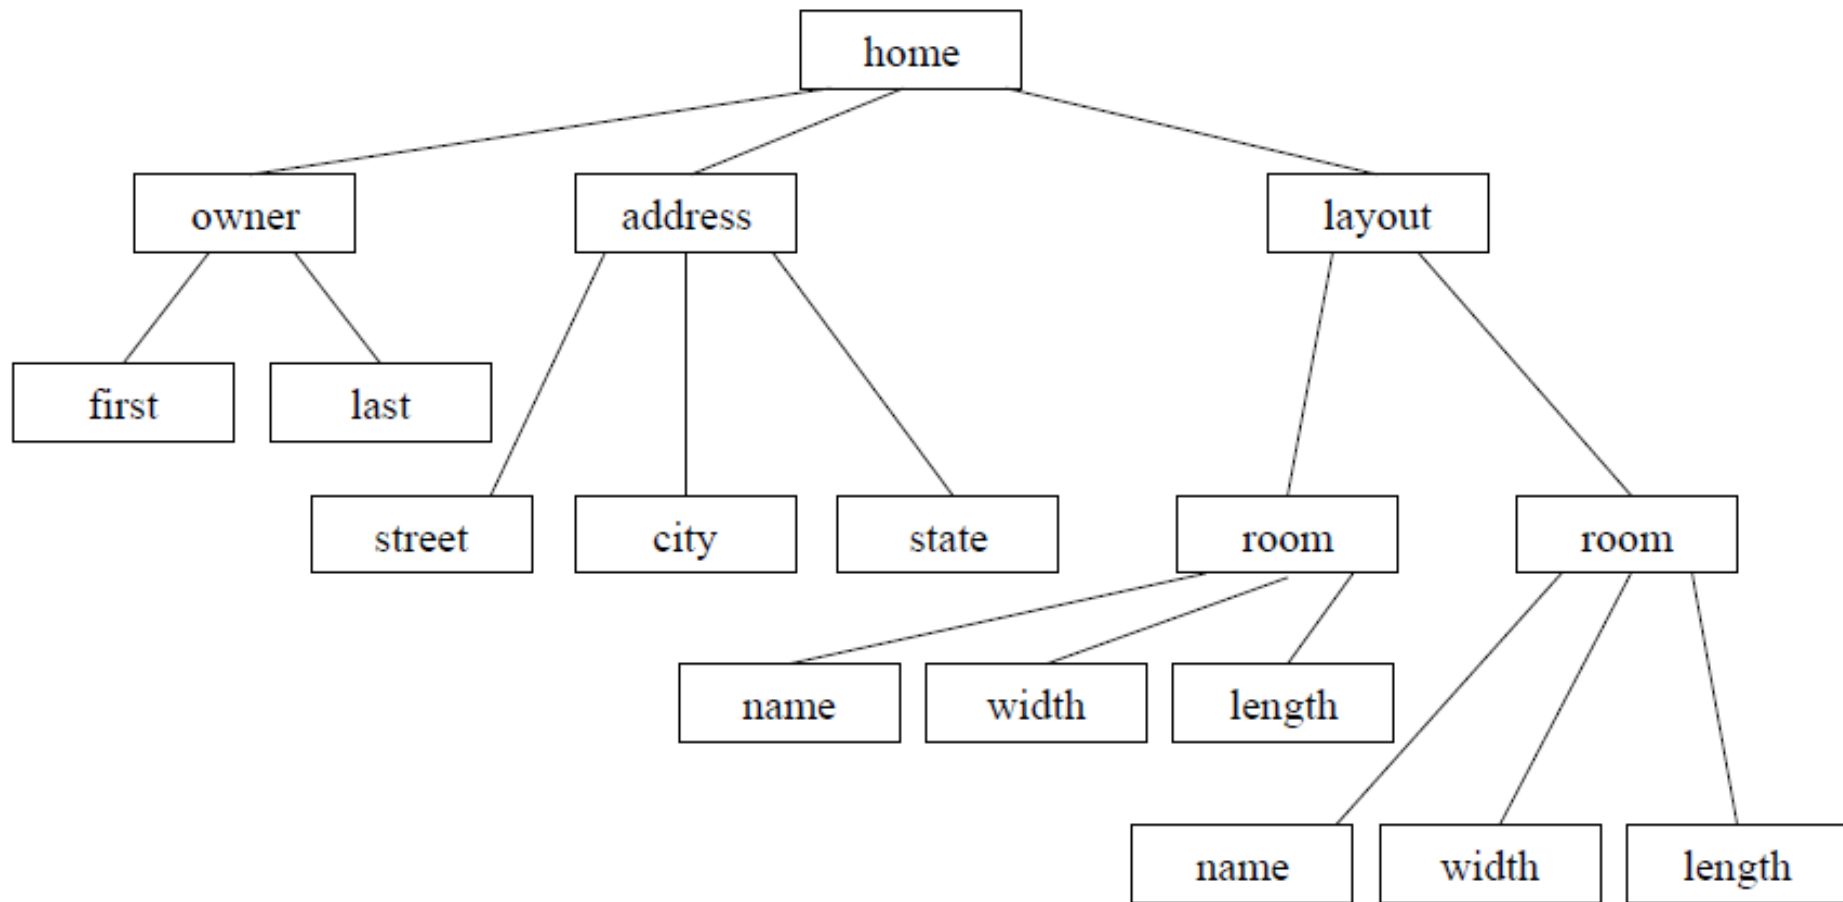 home
owner
address
layout
first
last
street
city
state
room
room
name
width
length
name
width
length